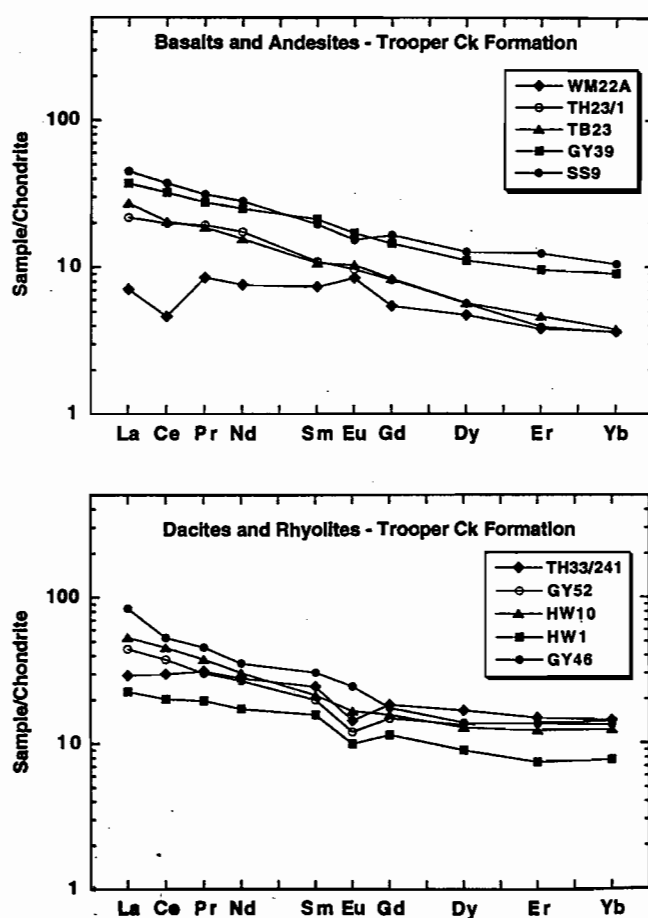 Basalts and Andesites - Trooper Ck Formation
WM22A
TH23/1
TB23
GY39
SS9
Sample/Chondrite
100
10
1
La Ce Pr Nd Sm Eu Gd Dy Er Yb
Dacites and Rhyolites - Trooper Ck Formation
TH33/241
GY52
HW10
HW1
GY46
Sample/Chondrite
100
10
1
La Ce Pr Nd Sm Eu Gd Dy Er Yb